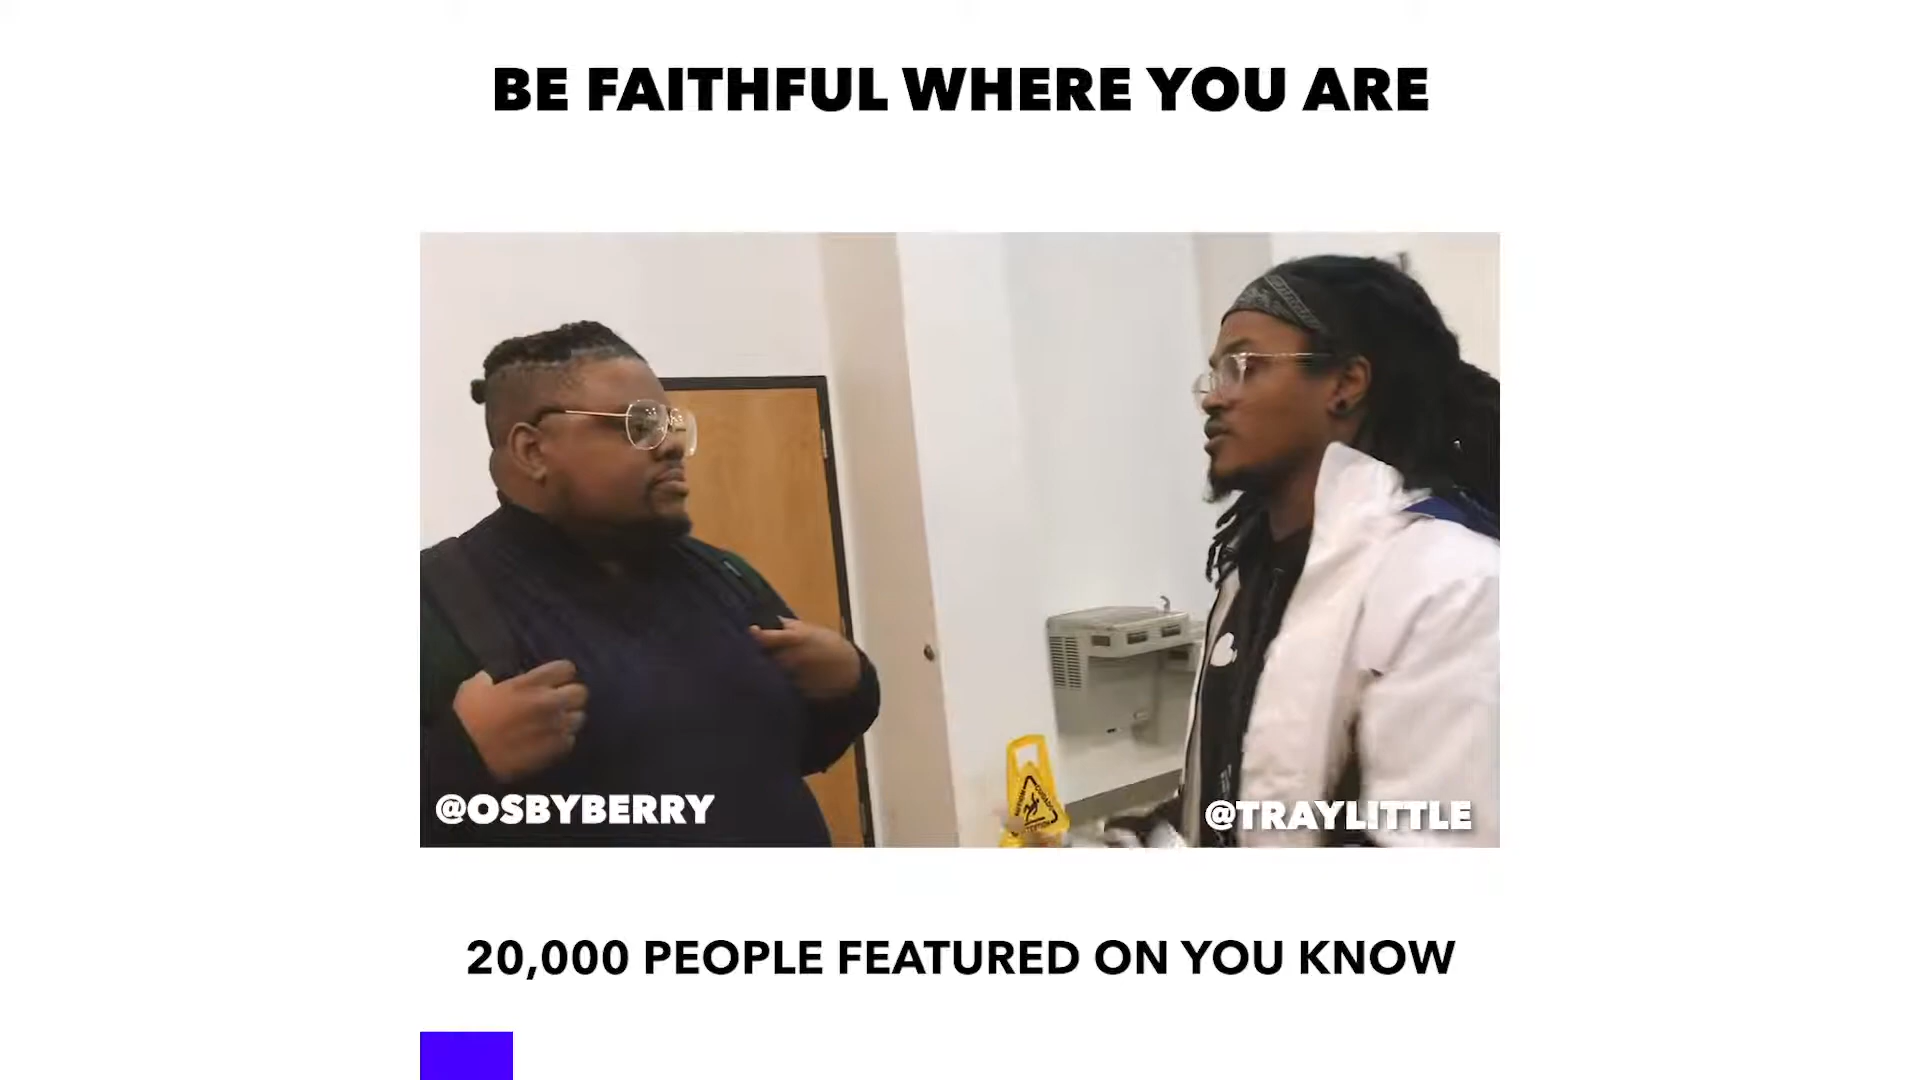 BE FAITHFUL WHERE YOU ARE
@OSBYBERRY
@TRAYLITTLE
20,000 PEOPLE FEATURED ON YOU KNOW